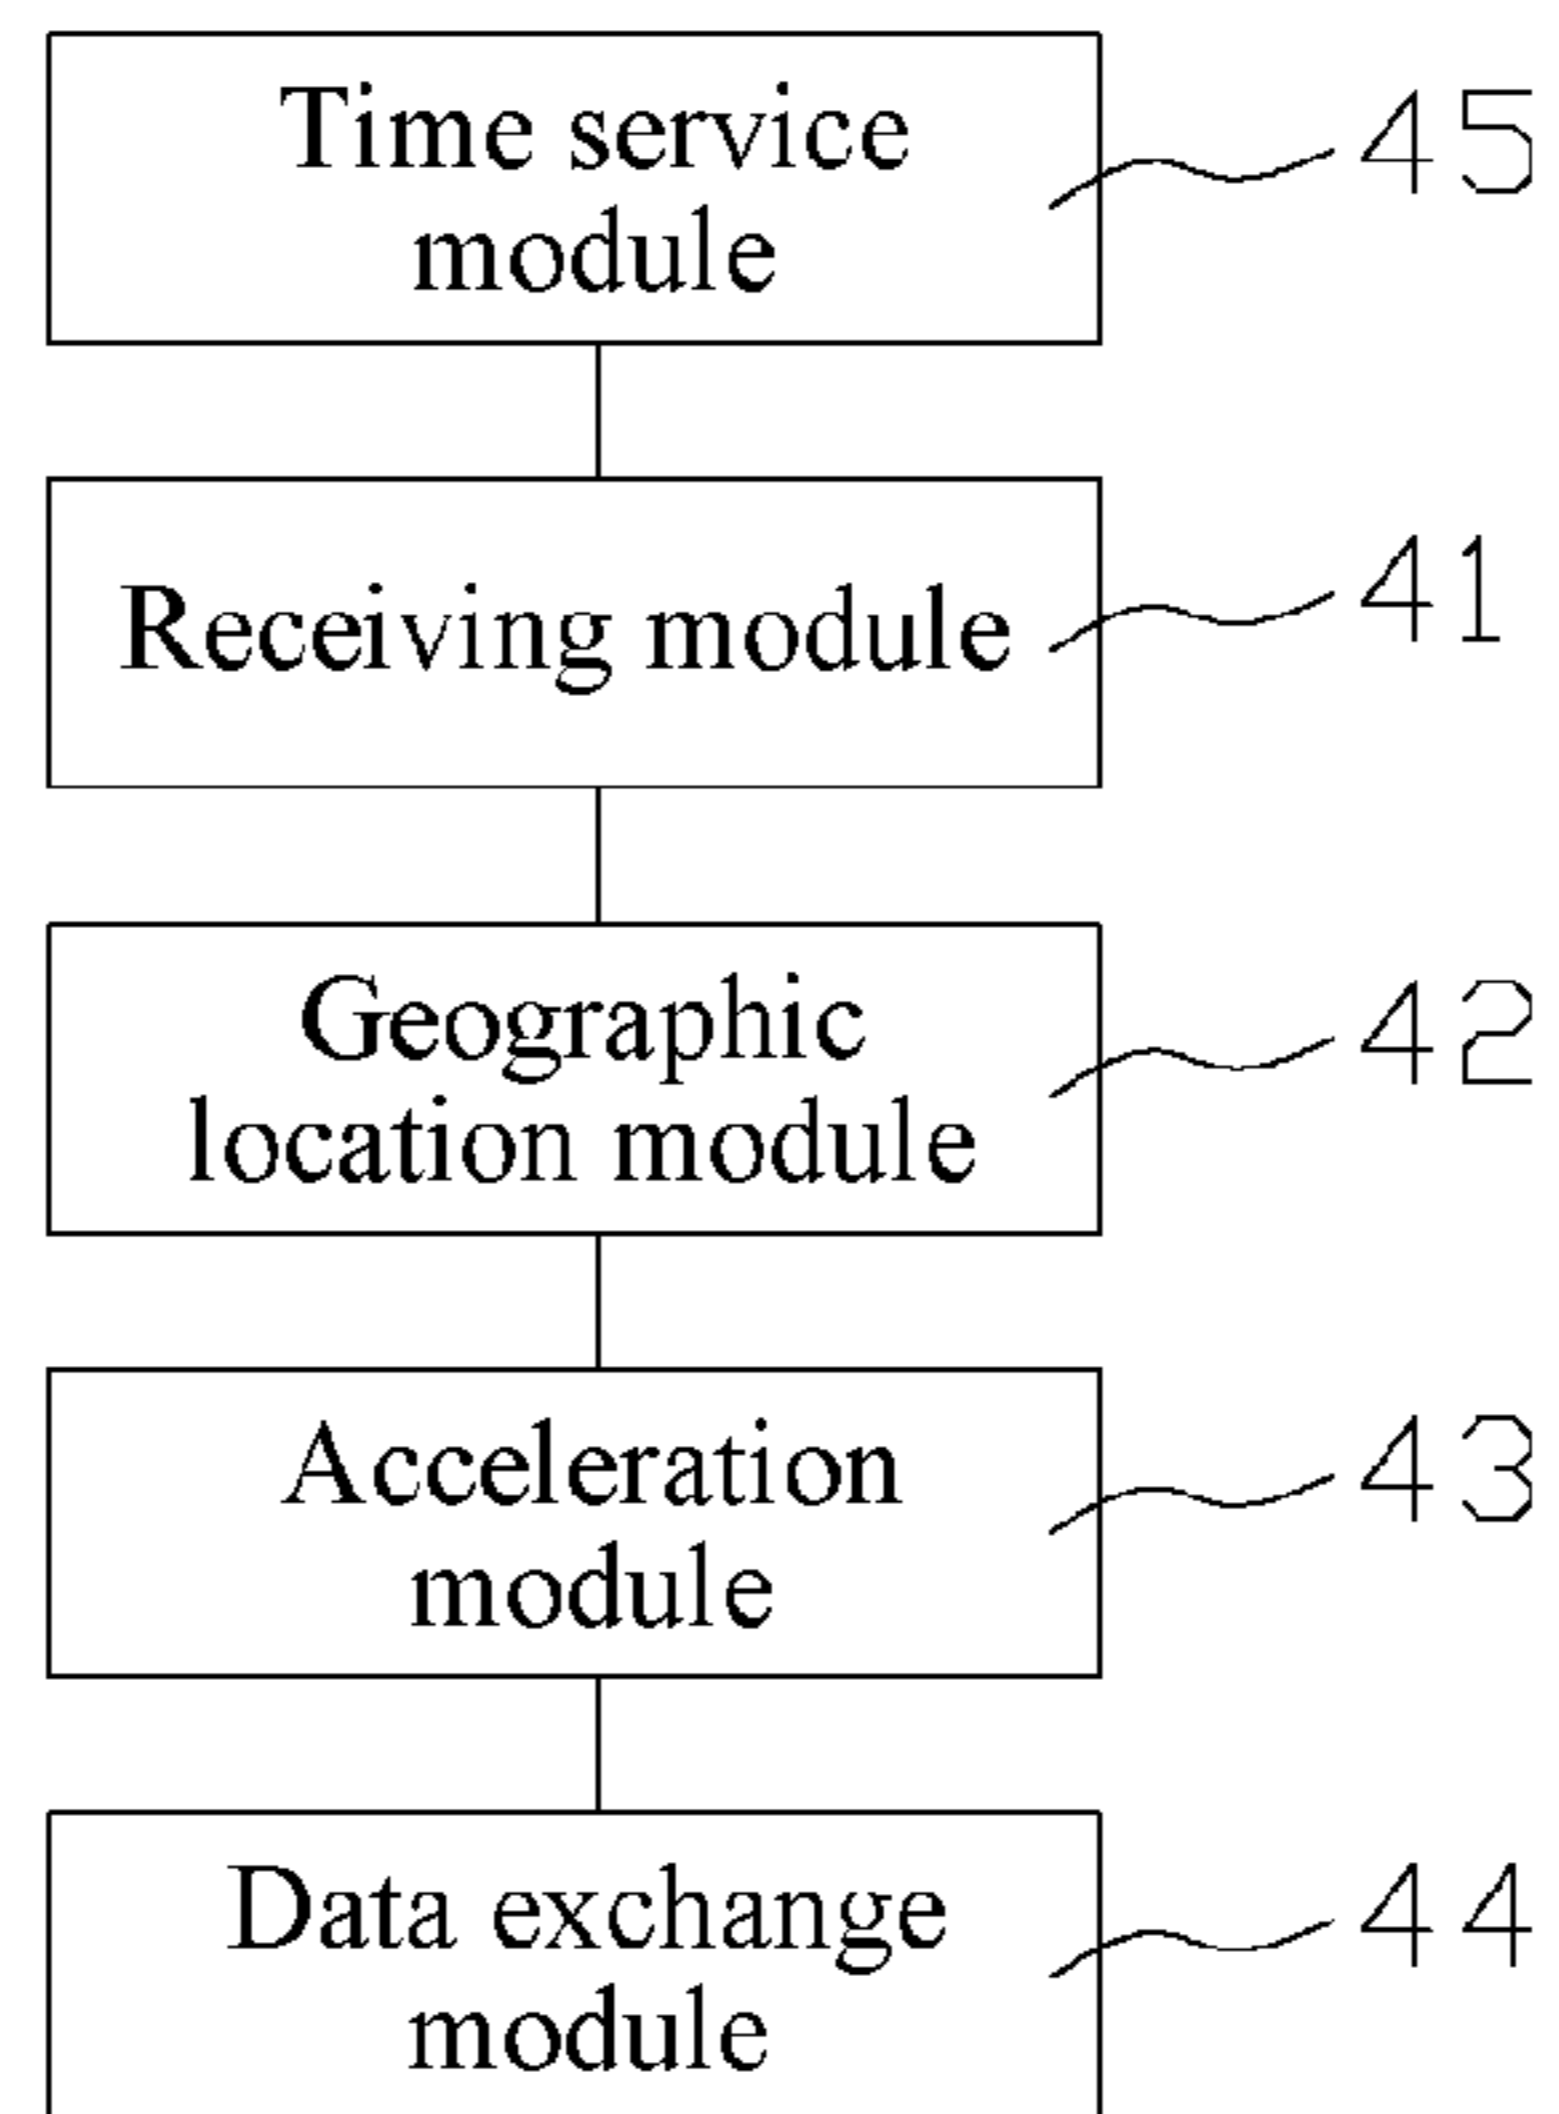 Time service
module
45
Receiving module
41
Geographic
location module
42
Acceleration
module
43
Data exchange
module
44